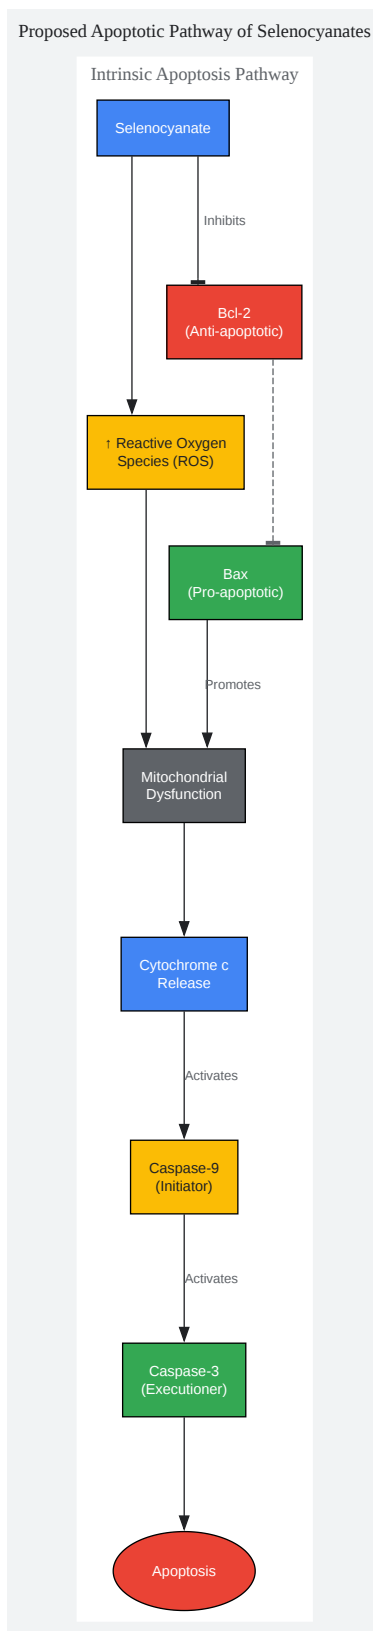 Proposed Apoptotic Pathway of Selenocyanates
Intrinsic Apoptosis Pathway
Selenocyanate
Inhibits
Bcl-2
(Anti-apoptotic)
↑ Reactive Oxygen
Species (ROS)
Bax
(Pro-apoptotic)
Promotes
Mitochondrial
Dysfunction
Cytochrome c
Release
Activates
Caspase-9
(Initiator)
Activates
Caspase-3
(Executioner)
Apoptosis